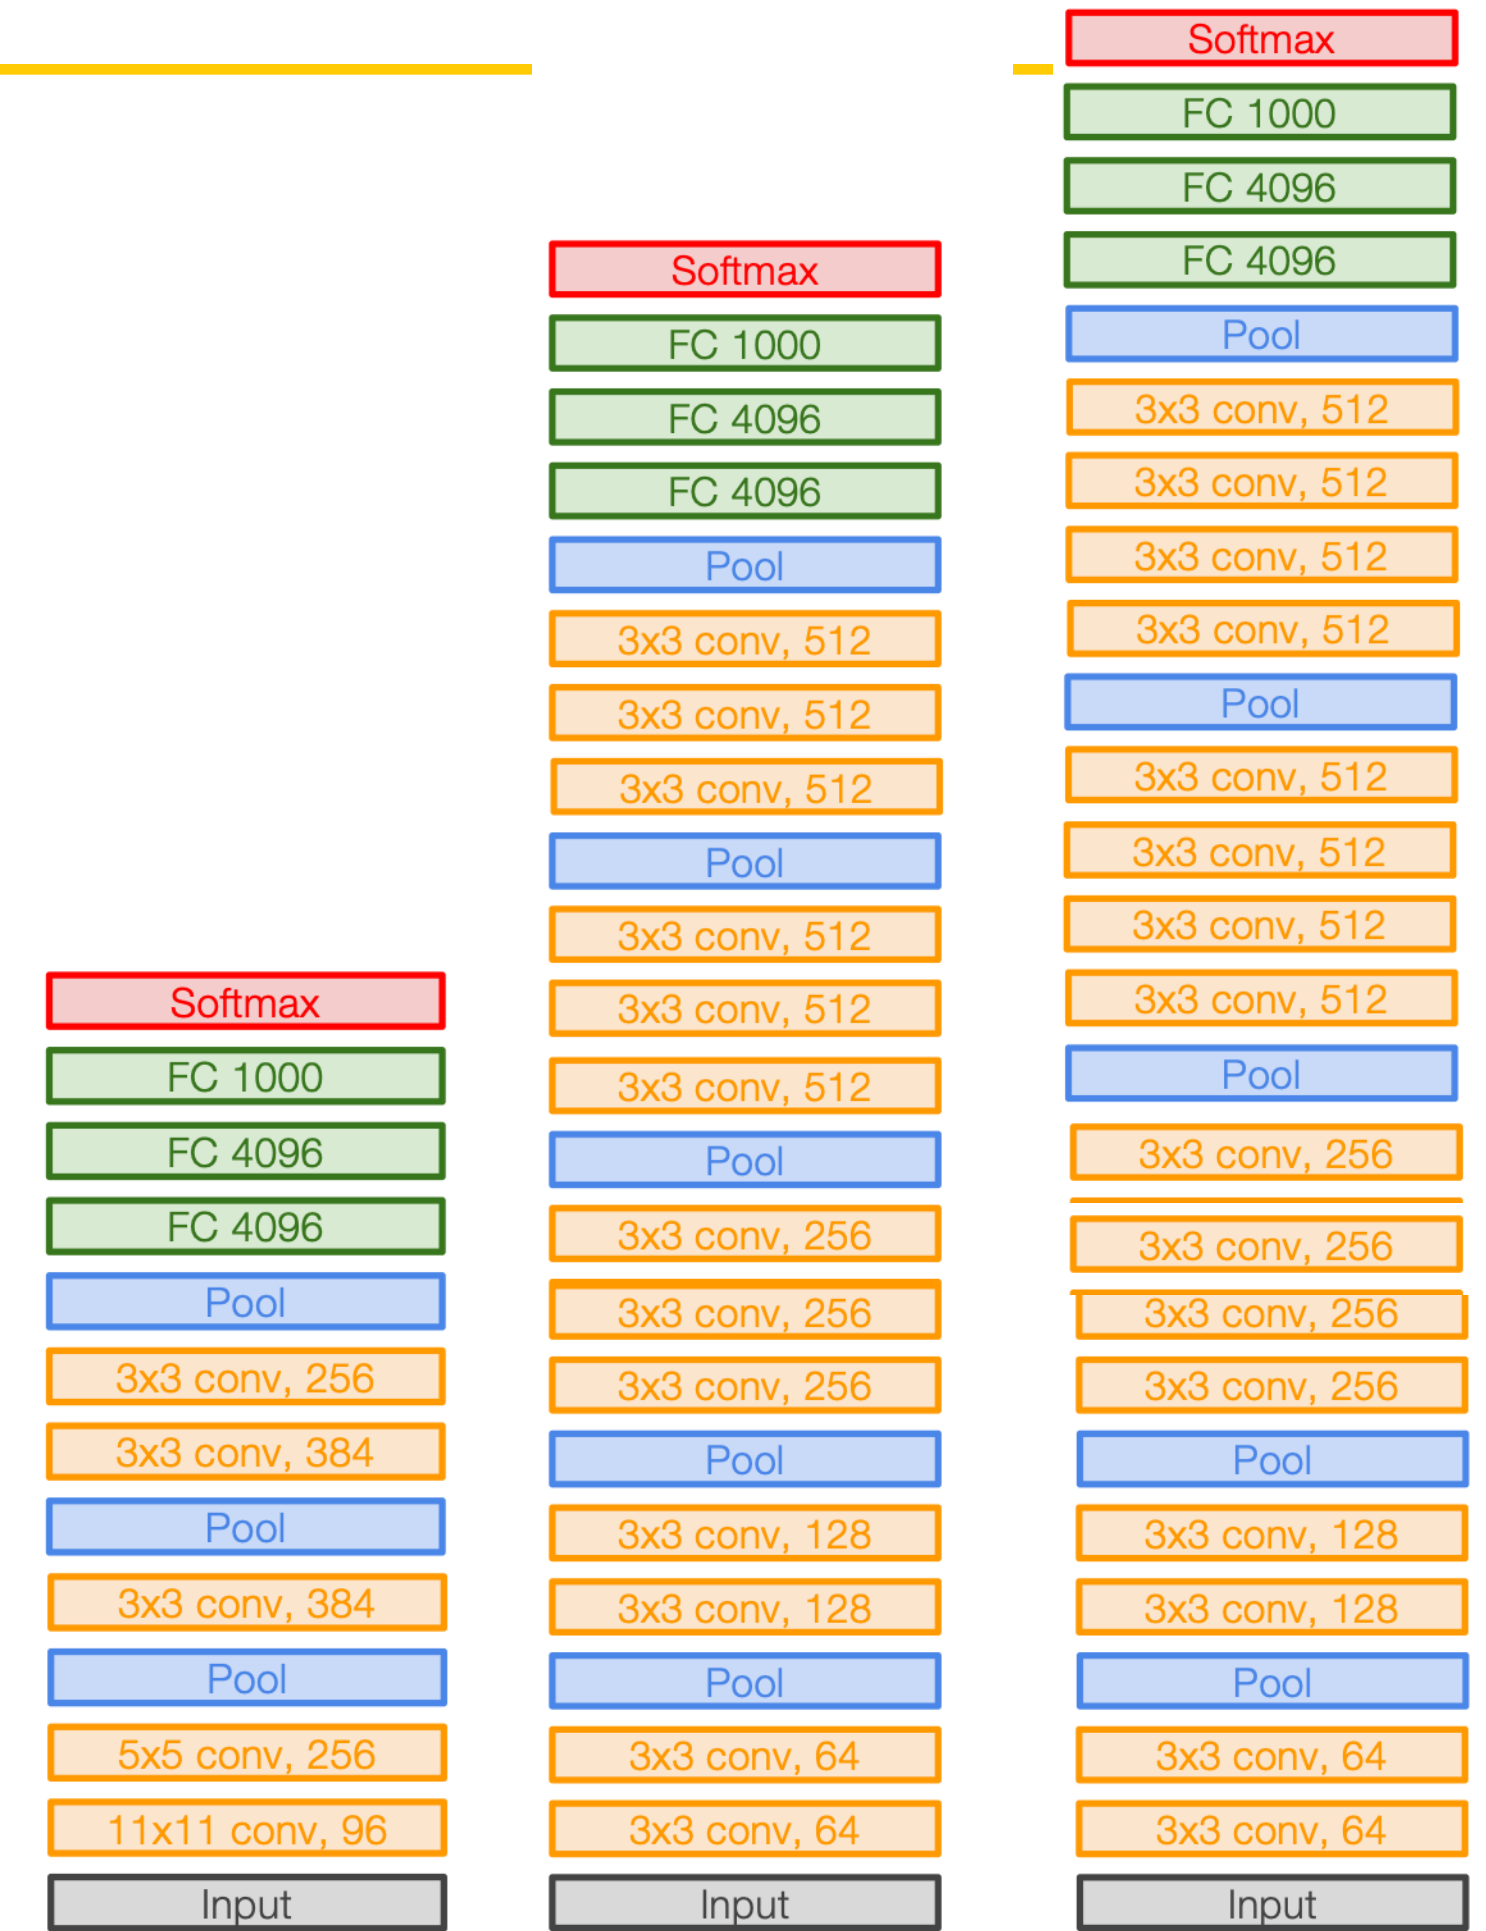 Softmax
FC 1000
FC 4096
FC 4096
Pool
3x3 conv, 256
3x3 conv, 384
Pool
3x3 conv, 384
Pool
5x5 conv, 256
11x11 conv, 96
Input
Softmax
FC 1000
FC 4096
FC 4096
Pool
3x3 conv, 512
3x3 conv, 512
3x3 conv, 512
Pool
3x3 conv, 512
3x3 conv, 512
3x3 conv, 512
Pool
3x3 conv, 256
3x3 conv, 256
3x3 conv, 256
Pool
3x3 conv, 128
3x3 conv, 128
Pool
3x3 conv, 64
3x3 conv, 64
Input
Softmax
FC 1000
FC 4096
FC 4096
Pool
3x3 conv, 512
3x3 conv, 512
3x3 conv, 512
3x3 conv, 512
Pool
3x3 conv, 512
3x3 conv, 512
3x3 conv, 512
3x3 conv, 512
Pool
3x3 conv, 256
3x3 conv, 256
3x3 conv, 256
3x3 conv, 256
Pool
3x3 conv, 128
3x3 conv, 128
Pool
3x3 conv, 64
3x3 conv, 64
Input